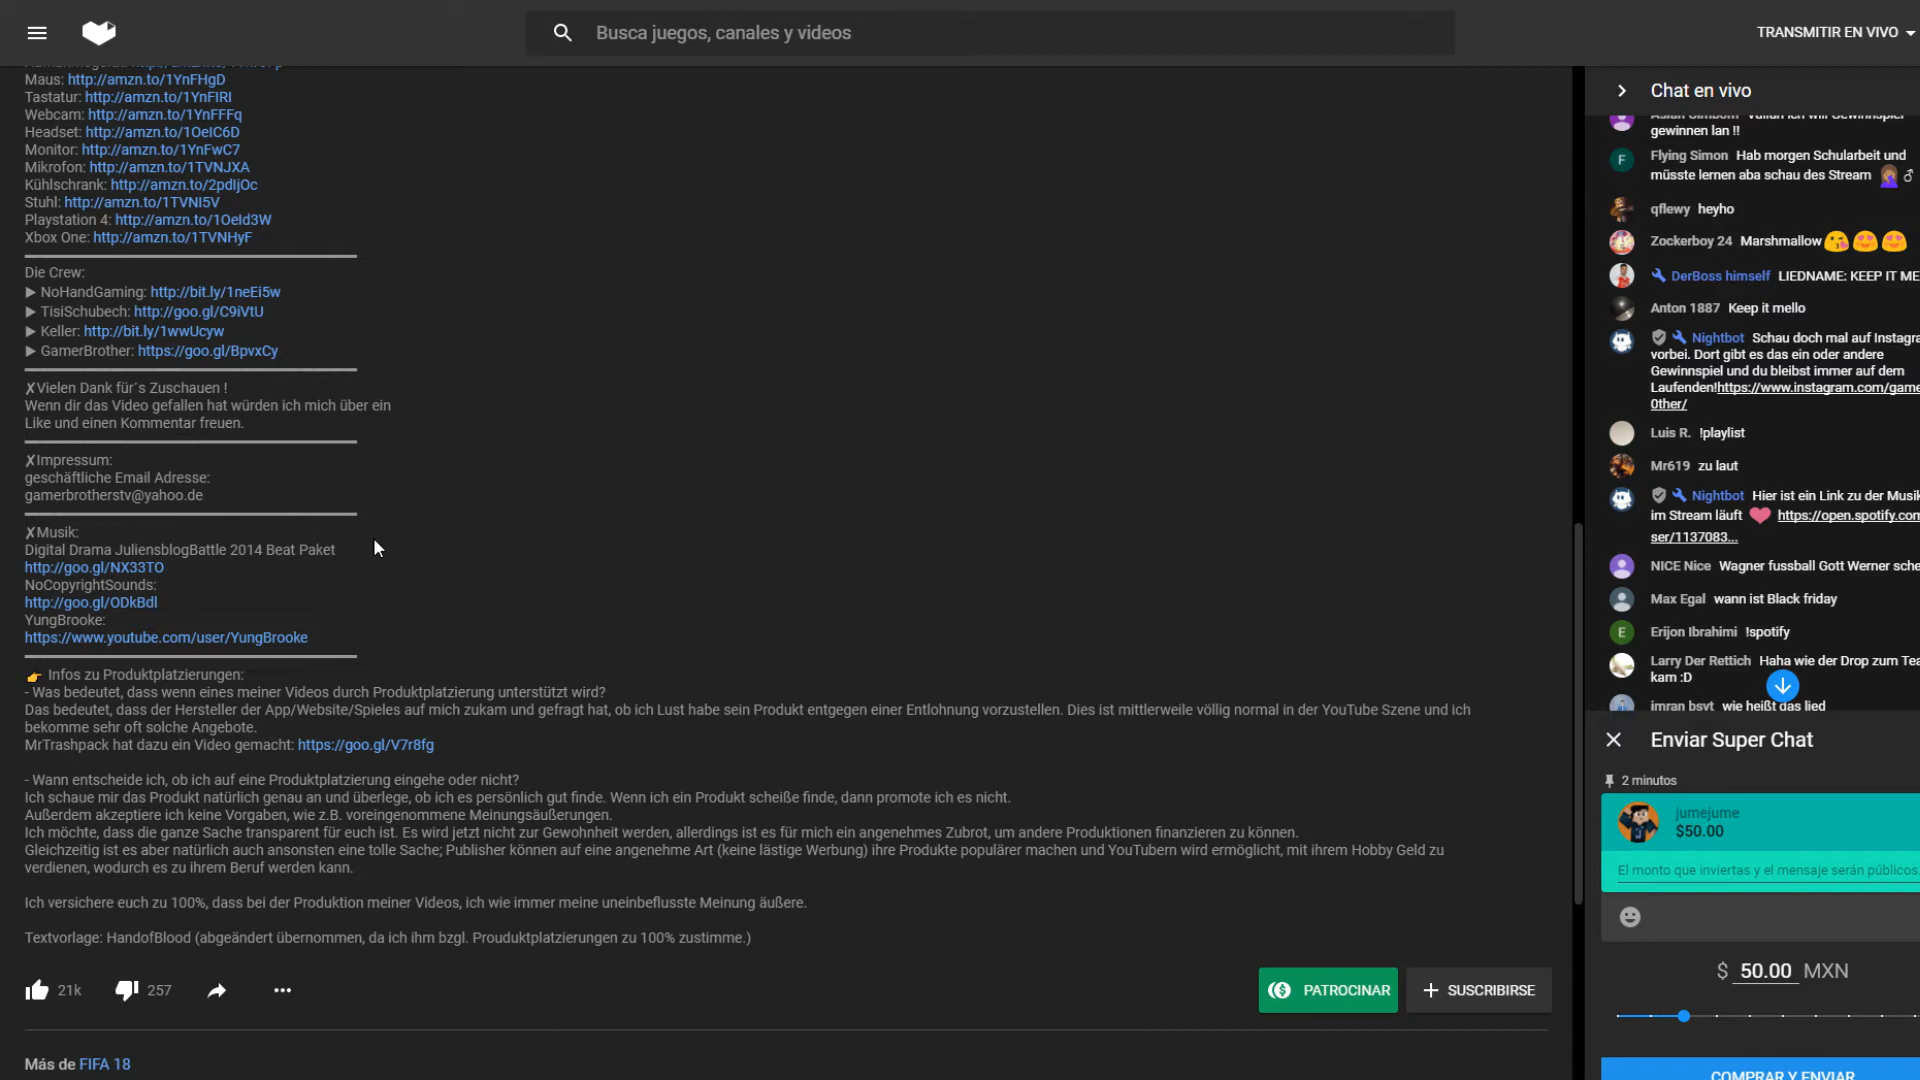 Busca juegos, canales y videos
TRANSMITIR EN VIVO
Maus: http://amzn.to/1YnFHgD
Tastatur: http://amzn.to/1YnFIRI
Webcam: http://amzn.to/1YnFFFq
Headset: http://amzn.to/1OeIC6D
Monitor: http://amzn.to/1YnFwC7
Mikrofon: http://amzn.to/1TVNJXA
Kühlschrank: http://amzn.to/2pdIjOc
Stuhl: http://amzn.to/1TVNI5V
Playstation 4: http://amzn.to/1OeId3W
Xbox One: http://amzn.to/1TVNHyF
Die Crew:
► NoHandGaming: http://bit.ly/1neEi5w
► TisiSchubech: http://goo.gl/C9iVtU
► Keller: http://bit.ly/1wwUcyw
► GamerBrother: https://goo.gl/BpvxCy
✗Vielen Dank für´s Zuschauen !
Wenn dir das Video gefallen hat würden ich mich über ein
Like und einen Kommentar freuen.
✗Impressum:
geschäftliche Email Adresse:
gamerbrotherstv@yahoo.de
✗Musik:
Digital Drama JuliensblogBattle 2014 Beat Paket
http://goo.gl/NX33TO
NoCopyrightSounds:
http://goo.gl/ODkBdI
YungBrooke:
https://www.youtube.com/user/YungBrooke
👉 Infos zu Produktplatzierungen:
- Was bedeutet, dass wenn eines meiner Videos durch Produktplatzierung unterstützt wird?
Das bedeutet, dass der Hersteller der App/Website/Spieles auf mich zukam und gefragt hat, ob ich Lust habe sein Produkt entgegen einer Entlohnung vorzustellen. Dies ist mittlerweile völlig normal in der YouTube Szene und ich
bekomme sehr oft solche Angebote.
MrTrashpack hat dazu ein Video gemacht: https://goo.gl/V7r8fg
- Wann entscheide ich, ob ich auf eine Produktplatzierung eingehe oder nicht?
Ich schaue mir das Produkt natürlich genau an und überlege, ob ich es persönlich gut finde. Wenn ich ein Produkt scheiße finde, dann promote ich es nicht.
Außerdem akzeptiere ich keine Vorgaben, wie z.B. voreingenommene Meinungsäußerungen.
Ich möchte, dass die ganze Sache transparent für euch ist. Es wird jetzt nicht zur Gewohnheit werden, allerdings ist es für mich ein angenehmes Zubrot, um andere Produktionen finanzieren zu können.
Gleichzeitig ist es aber natürlich auch ansonsten eine tolle Sache; Publisher können auf eine angenehme Art (keine lästige Werbung) ihre Produkte populärer machen und YouTubern wird ermöglicht, mit ihrem Hobby Geld zu
verdienen, wodurch es zu ihrem Beruf werden kann.
Ich versichere euch zu 100%, dass bei der Produktion meiner Videos, ich wie immer meine uneinbeflusste Meinung äußere.
Textvorlage: HandofBlood (abgeändert übernommen, da ich ihm bzgl. Prouduktplatzierungen zu 100% zustimme.)
21k
257
PATROCINAR
SUSCRIBIRSE
Más de FIFA 18
Chat en vivo
gewinnen lan !!
F
Flying Simon Hab morgen Schularbeit und
müsste lernen aba schau des Stream 🤦🏽 ♂
qflewy heyho
Zockerboy 24 Marshmallow 😘 😍 😍
DerBoss himself LIEDNAME: KEEP IT ME
Anton 1887 Keep it mello
Nightbot Schau doch mal auf Instagra
vorbei. Dort gibt es das ein oder andere
Gewinnspiel und du bleibst immer auf dem
Laufenden!https://www.instagram.com/game
0ther/
Luis R. !playlist
Mr619 zu laut
Nightbot Hier ist ein Link zu der Musik
im Stream läuft ❤ https://open.spotify.com
ser/1137083...
NICE Nice Wagner fussball Gott Werner sche
Max Egal wann ist Black friday
E
Erijon Ibrahimi !spotify
Larry Der Rettich Haha wie der Drop zum Tea
kam :D
imran bsvt wie heißt das lied
Enviar Super Chat
2 minutos
jumejume
$50.00
El monto que inviertas y el mensaje serán públicos.
$ 50.00 MXN
COMPRAR Y ENVIAR